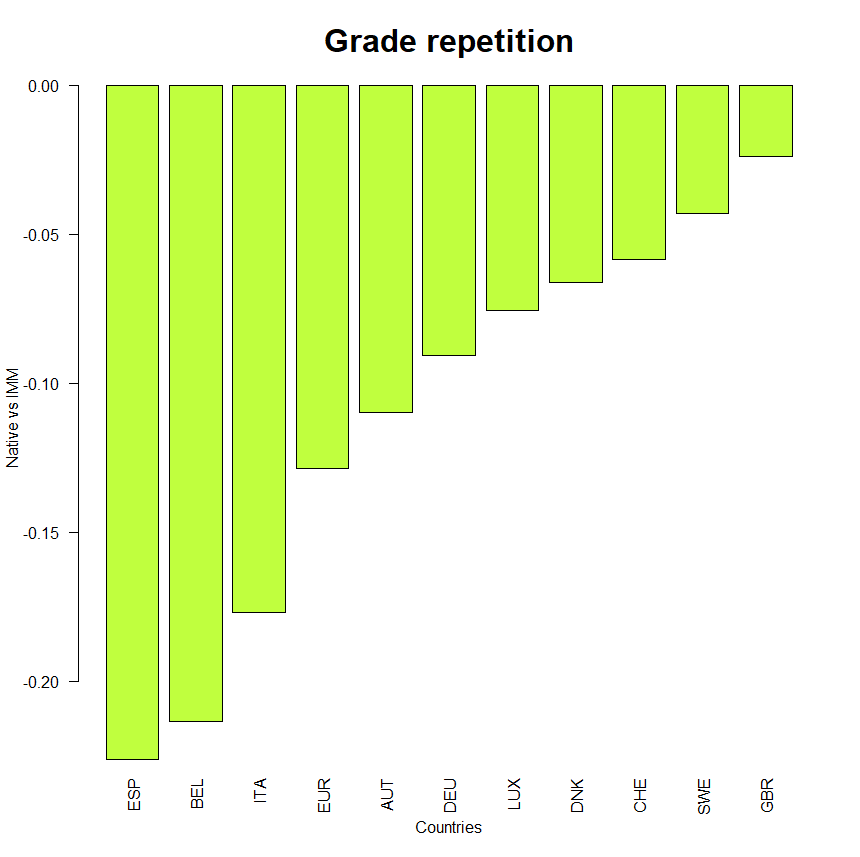 Grade repetition
0.00
-0.05
-0.10
-0.15
-0.20
Native vs IMM
ESP
BEL
ITA
EUR
AUT
DEU
LUX
DNK
CHE
SWE
GBR
Countries